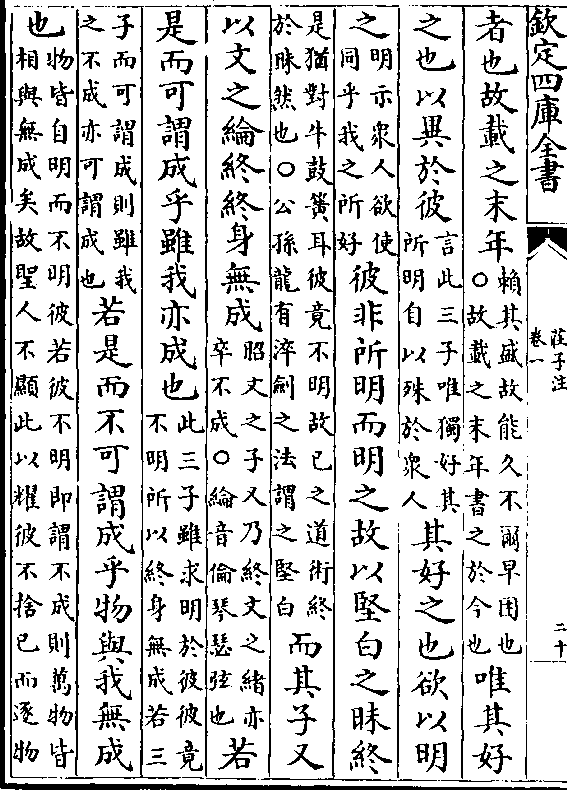 欽定四庫全書
莊子注
卷一
二十
者也故載之末年賴其盛故能久不爾早困也○故載之末年書之於今也唯其好
之也以異於彼言此三子唯獨好其所明自以殊於衆人其好之也欲以明
之明示衆人欲使同乎我之所好彼非所明而明之故以堅白之昧終
是猶對牛鼓簧耳彼竟不明故已之道術終於昧然也○公孫龍有淬劍之法謂之堅白而其子又
以文之綸終終身無成昭文之子又乃終文之緒亦卒不成○綸音倫琴瑟弦也若
是而可謂成乎雖我亦成也此三子雖求明於彼彼竟不明所以終身無成若三
子而可謂成則雖我之不成亦可謂成也若是而不可謂成乎物與我無成
也物皆自明而不明彼若彼不明即謂不成則萬物皆相與無成矣故聖人不顯此以耀彼不捨已而逐物